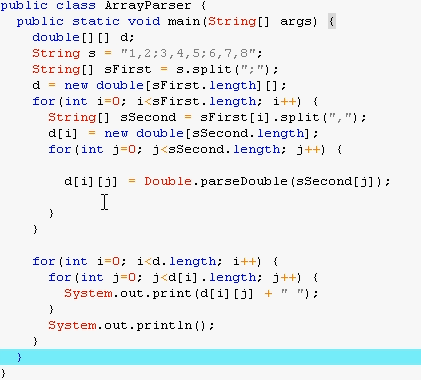 public class ArrayParser {
public static void main(String[] args) {
double[][] d;
String s = "1,2;3,4,5;6,7,8";
String[] sFirst = s.split(";");
d = new double[sFirst.length][];
for(int i=0; i<sFirst.length; i++) {
String[] sSecond = sFirst[i].split(",");
d[i] = new double[sSecond.length];
for(int j=0; j<sSecond.length; j++) {
d[i][j] = Double.parseDouble(sSecond[j]);
}
}
for(int i=0; i<d.length; i++) {
for(int j=0; j<d[i].length; j++) {
System.out.print(d[i][j] + " ");
}
System.out.println();
}
}
}